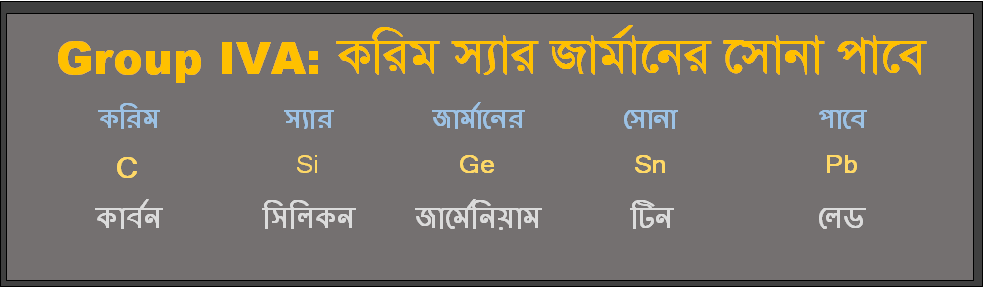 Group IVA: করিম স্যার জার্মানের সোনা পাবে
করিম স্যার জার্মানের সোনা পাবে
C Si Ge Sn Pb
কার্বন সিলিকন জার্মেনিয়াম টিন লেড